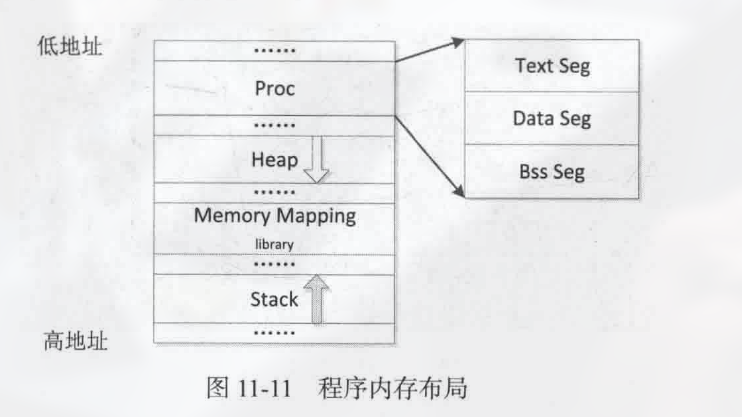 低地址
……
Proc
……
Heap
……
Memory Mapping
library
……
Stack
……
高地址
Text Seg
Data Seg
Bss Seg
图 11-11 程序内存布局